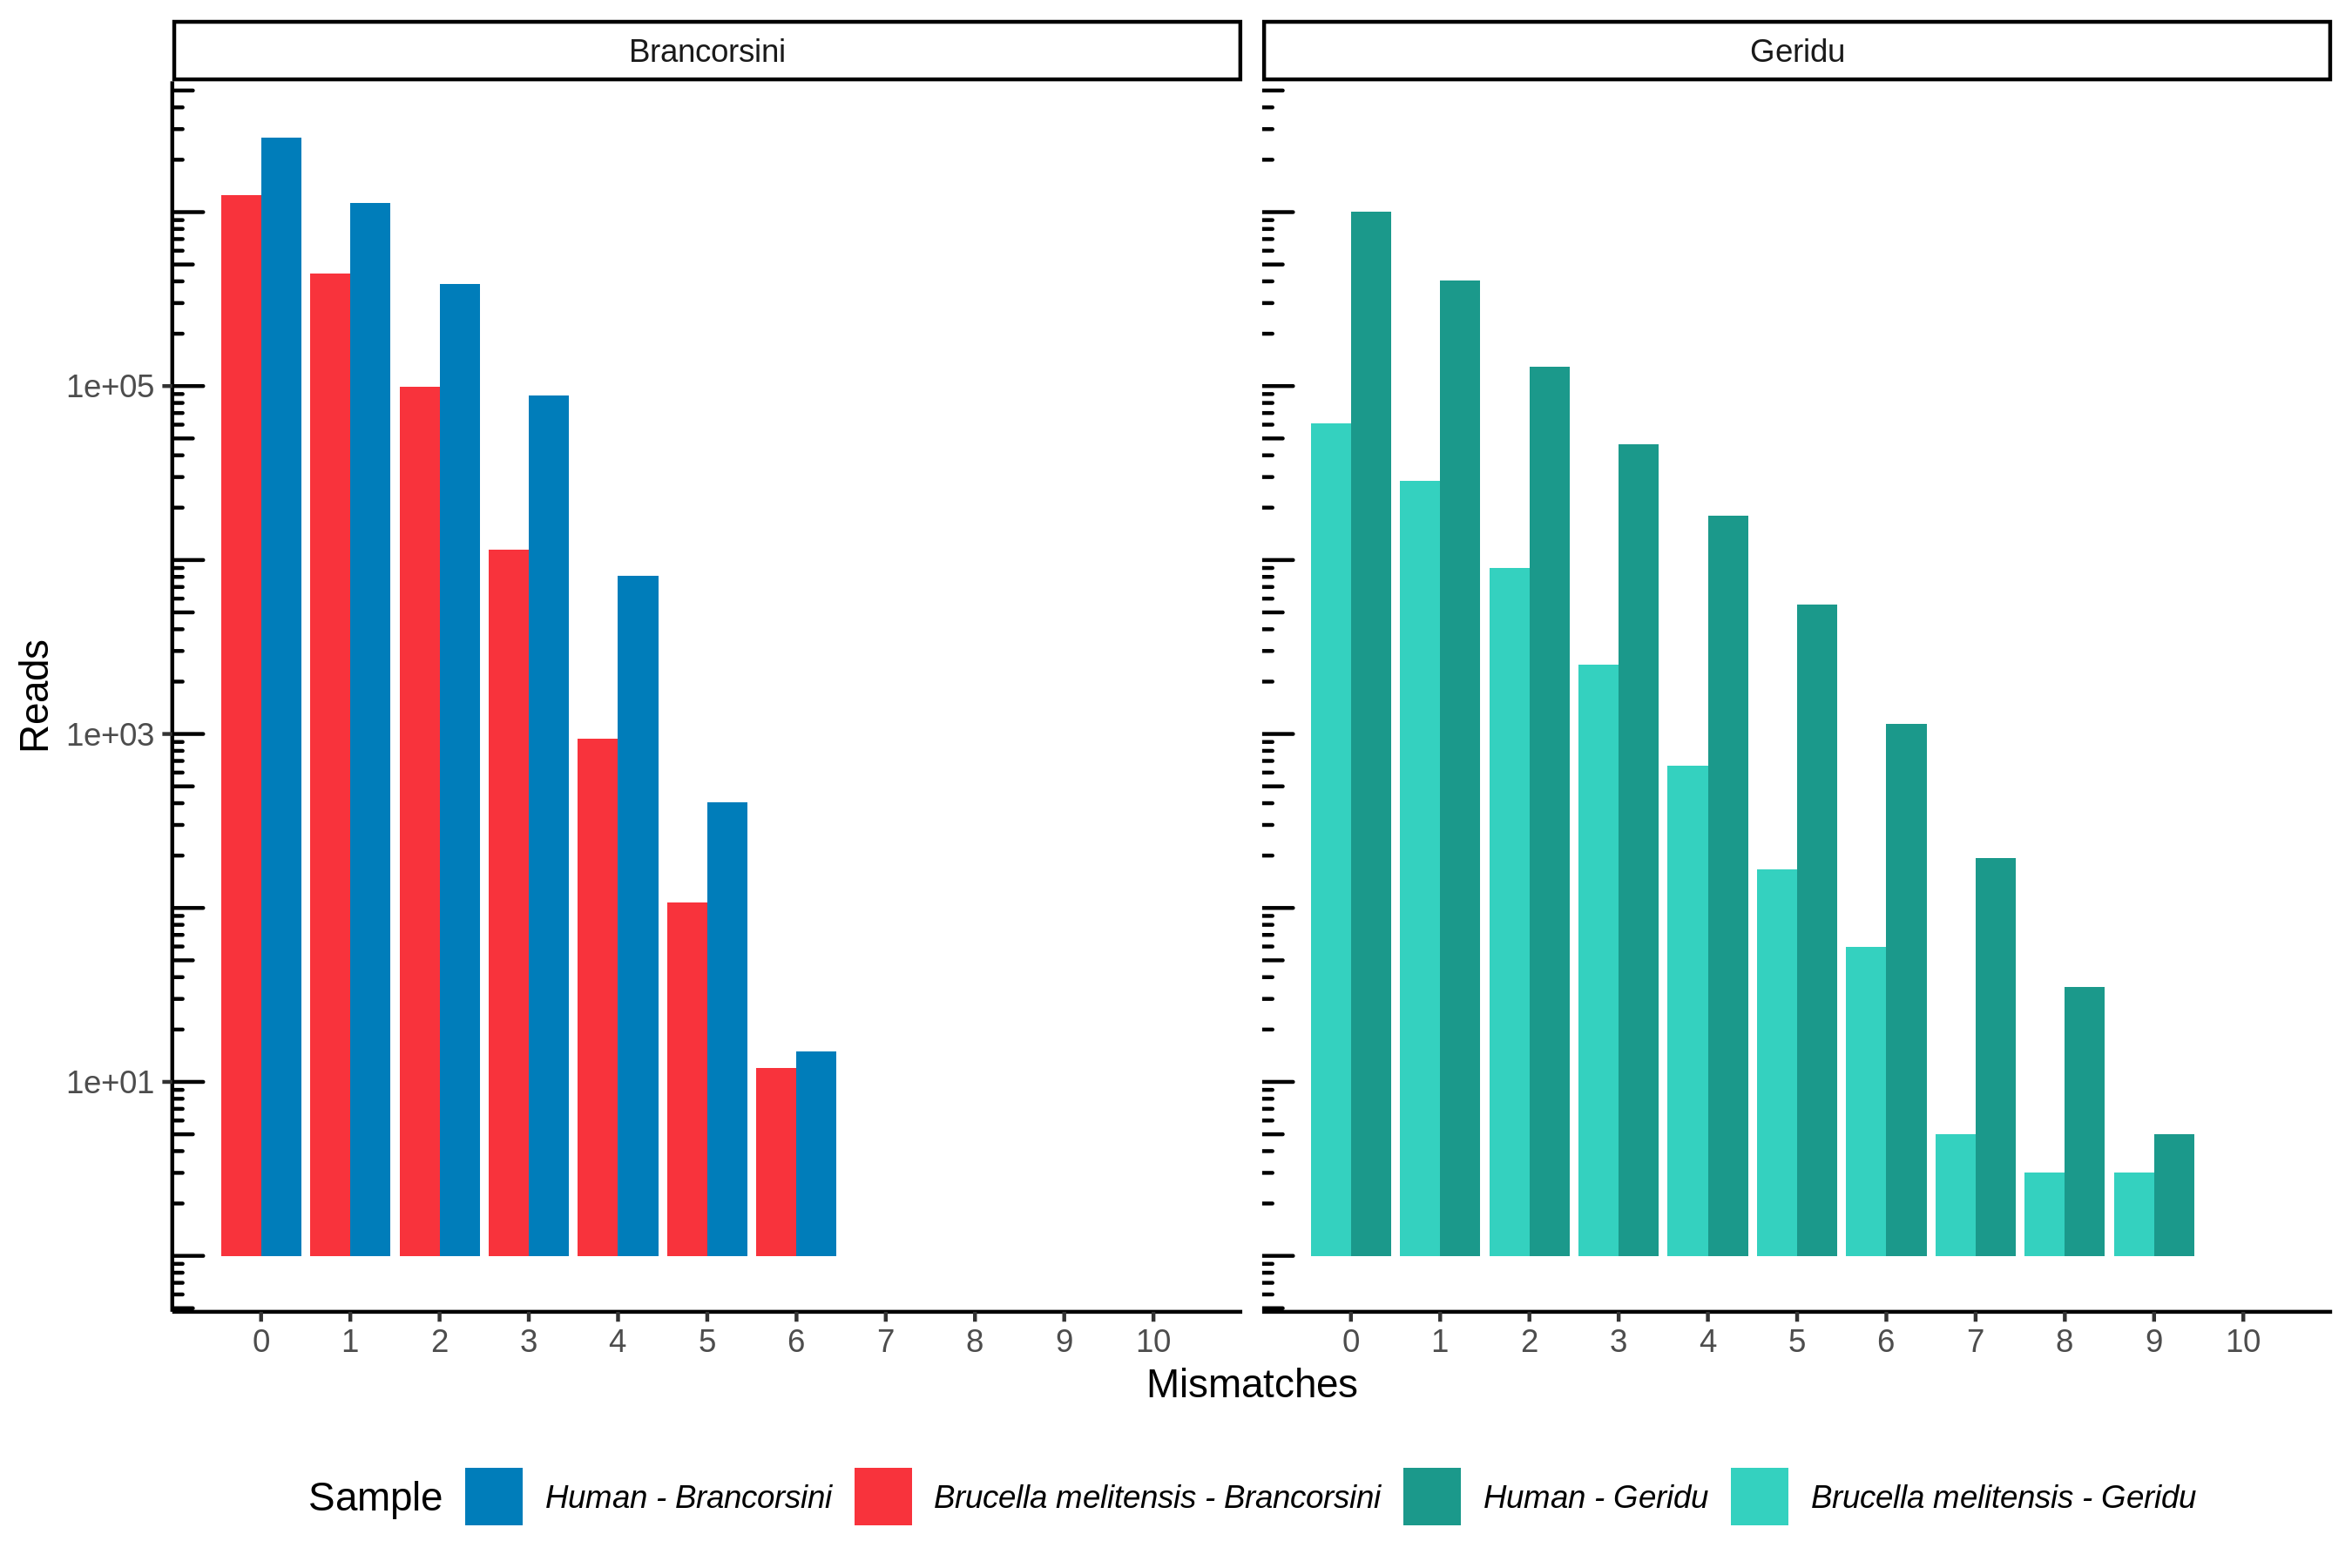 Brancorsini
Geridu
Reads
1e+05
1e+03
1e+01
0 1 2 3 4 5 6 7 8 9 10
0 1 2 3 4 5 6 7 8 9 10
Mismatches
Sample Human - Brancorsini Brucella melitensis - Brancorsini Human - Geridu Brucella melitensis - Geridu